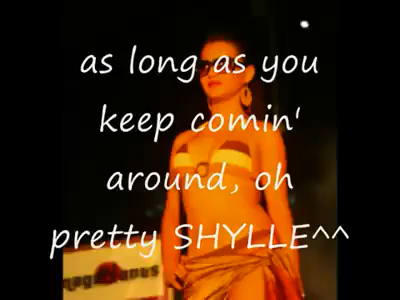 as long as you
keep comin'
around, oh
pretty SHYLLE^^